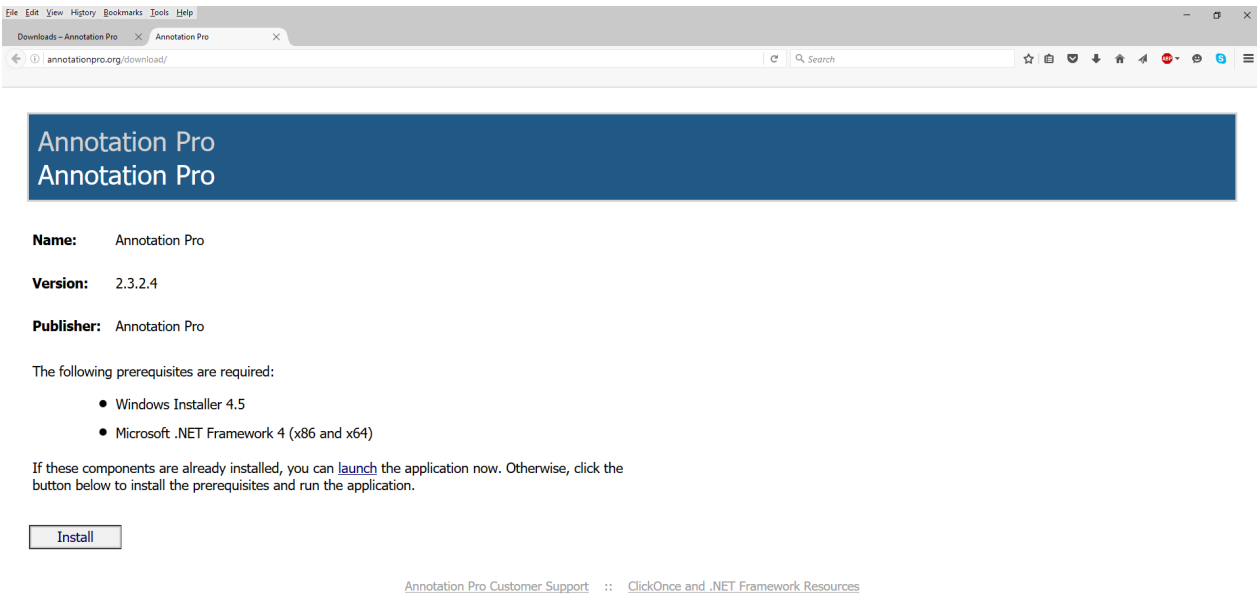 File Edit View History Bookmarks Tools Help
Downloads – Annotation Pro Annotation Pro
annotationpro.org/download/ Search ABP S
Annotation Pro
Annotation Pro
Name: Annotation Pro
Version: 2.3.2.4
Publisher: Annotation Pro
The following prerequisites are required:
Windows Installer 4.5
Microsoft .NET Framework 4 (x86 and x64)
If these components are already installed, you can launch the application now. Otherwise, click the
button below to install the prerequisites and run the application.
Install
Annotation Pro Customer Support :: ClickOnce and .NET Framework Resources